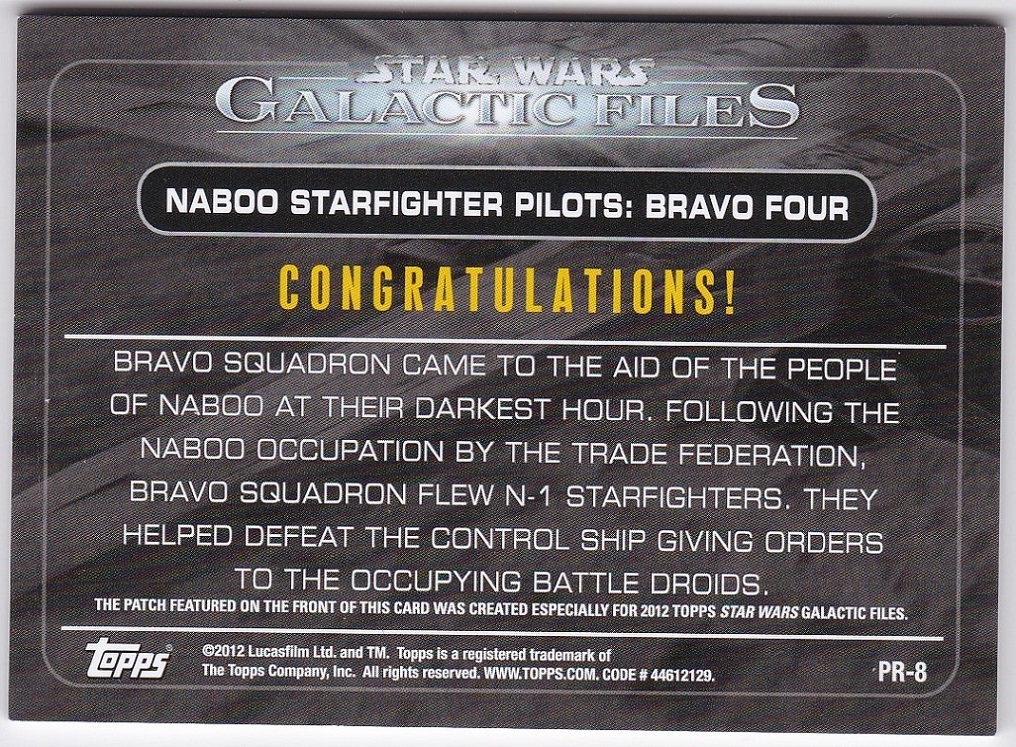 STAR WARS
GALACTIC FILES
NABOO STARFIGHTER PILOTS: BRAVO FOUR
CONGRATULATIONS!
BRAVO SQUADRON CAME TO THE AID OF THE PEOPLE
OF NABOO AT THEIR DARKEST HOUR. FOLLOWING THE
NABOO OCCUPATION BY THE TRADE FEDERATION,
BRAVO SQUADRON FLEW N-1 STARFIGHTERS. THEY
HELPED DEFEAT THE CONTROL SHIP GIVING ORDERS
TO THE OCCUPYING BATTLE DROIDS.
THE PATCH FEATURED ON THE FRONT OF THIS CARD WAS CREATED ESPECIALLY FOR 2012 TOPPS STAR WARS GALACTIC FILES.
Topps® ©2012 Lucasfilm Ltd. and TM. Topps is a registered trademark of
The Topps Company, Inc. All rights reserved. WWW.TOPPS.COM. CODE # 44612129. PR-8